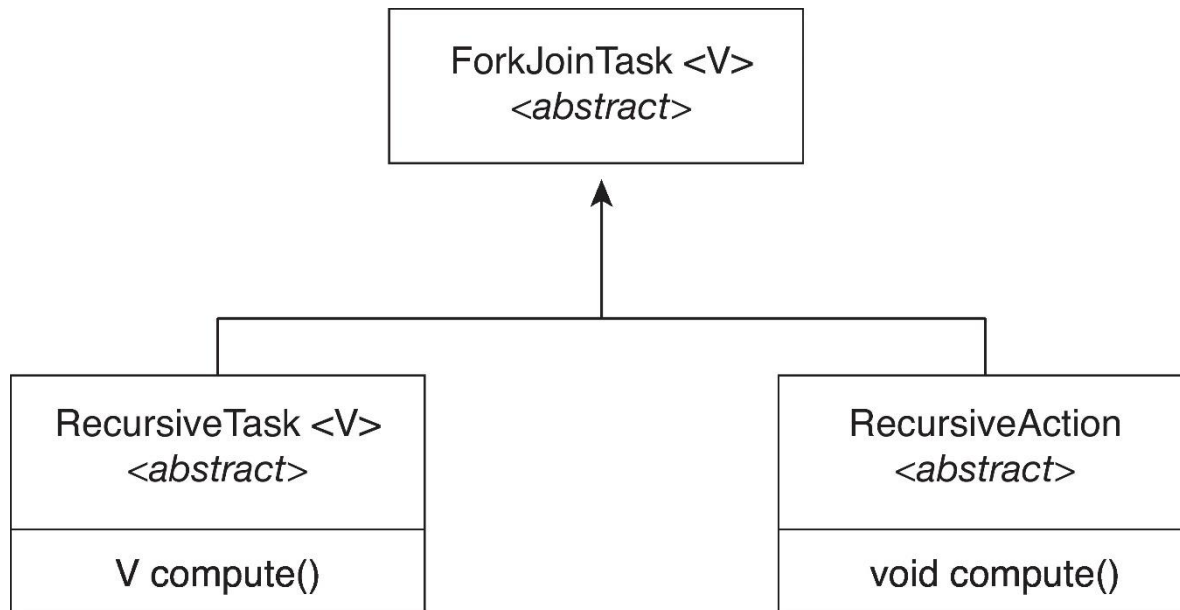 ForkJoinTask <V>
<abstract>
RecursiveTask <V>
<abstract>
V compute()
RecursiveAction
<abstract>
void compute()